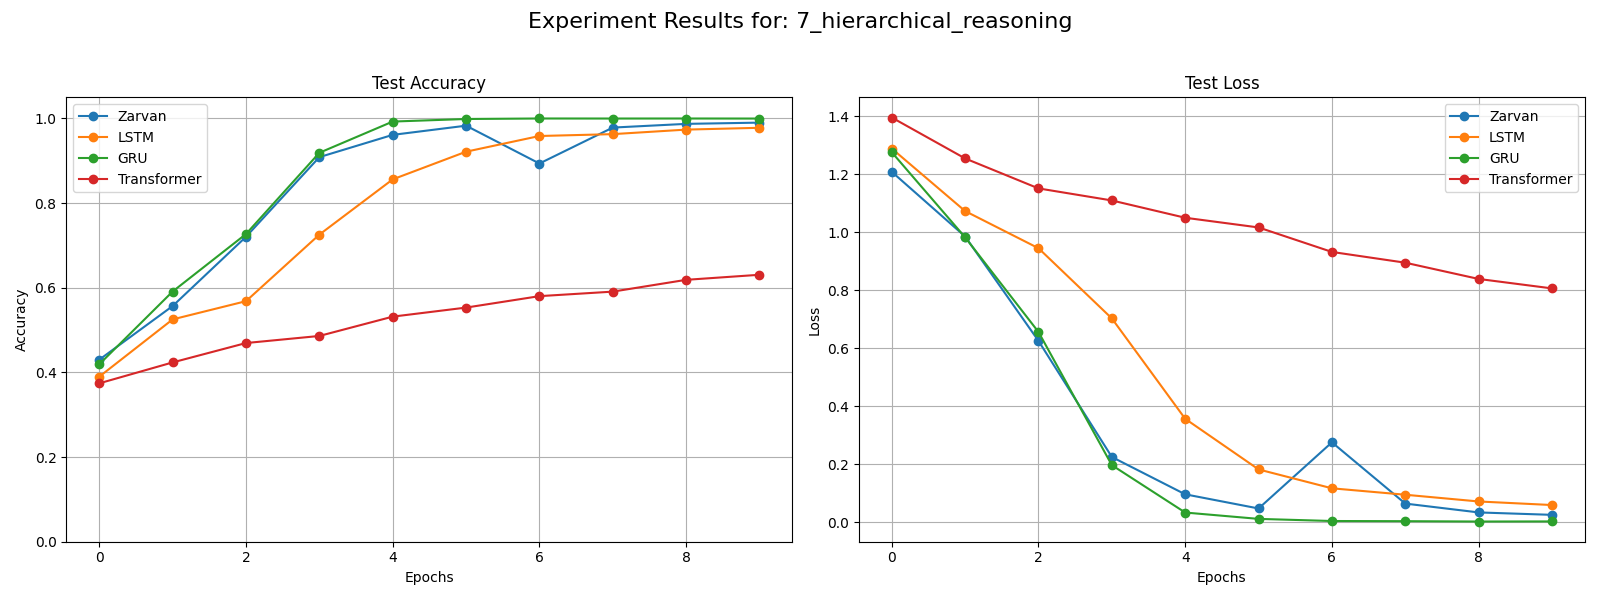 Experiment Results for: 7_hierarchical_reasoning
Test Accuracy
Accuracy
1.0
0.8
0.6
0.4
0.2
0.0
0 2 4 6 8
Epochs
Zarvan
LSTM
GRU
Transformer
Test Loss
Loss
1.4
1.2
1.0
0.8
0.6
0.4
0.2
0.0
0 2 4 6 8
Epochs
Zarvan
LSTM
GRU
Transformer